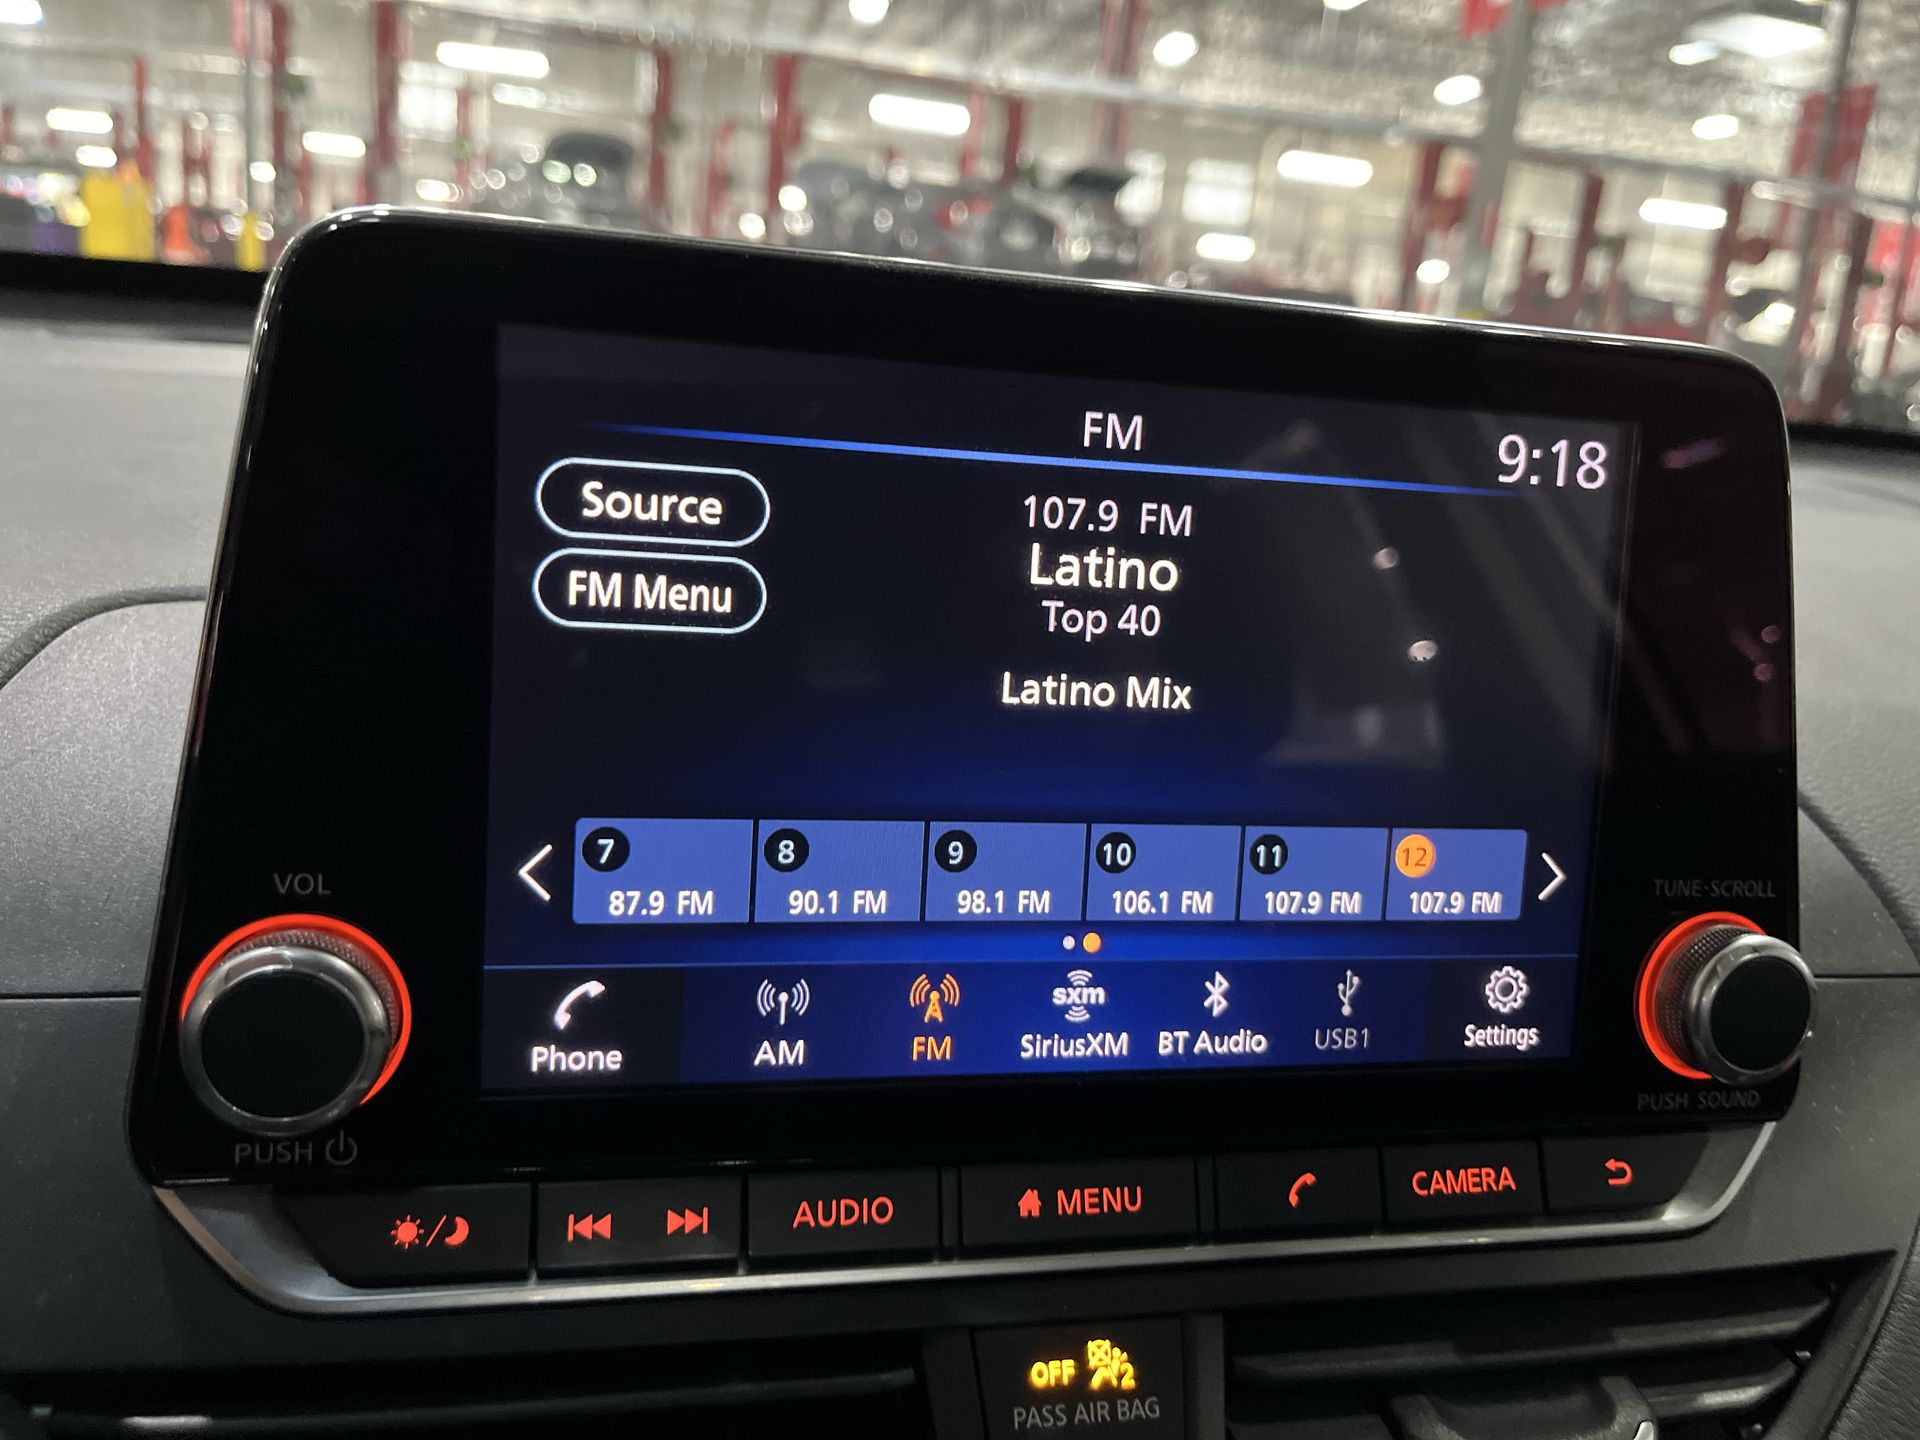 FM
9:18
Source
107.9 FM
Latino
FM Menu
Top 40
Latino Mix
7 8 9 10 11 12
87.9 FM 90.1 FM 98.1 FM 106.1 FM 107.9 FM 107.9 FM
VOL
TUNE·SCROLL
sxm
Phone AM FM SiriusXM BT Audio USB1 Settings
PUSH
PUSH SOUND
AUDIO MENU CAMERA
OFF 2
PASS AIR BAG